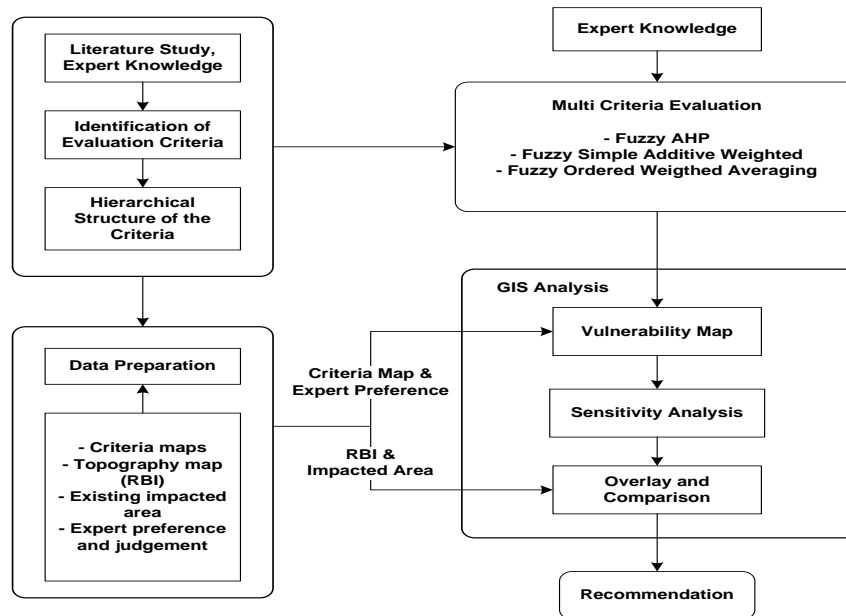 Literature Study,
Expert Knowledge
Identification of
Evaluation Criteria
Hierarchical
Structure of the
Criteria
Expert Knowledge
Multi Criteria Evaluation
- Fuzzy AHP
- Fuzzy Simple Additive Weighted
- Fuzzy Ordered Weigthed Averaging
Data Preparation
- Criteria maps
- Topography map
(RBI)
- Existing impacted
area
- Expert preference
and judgement
Criteria Map &
Expert Preference
RBI &
Impacted Area
GIS Analysis
Vulnerability Map
Sensitivity Analysis
Overlay and
Comparison
Recommendation